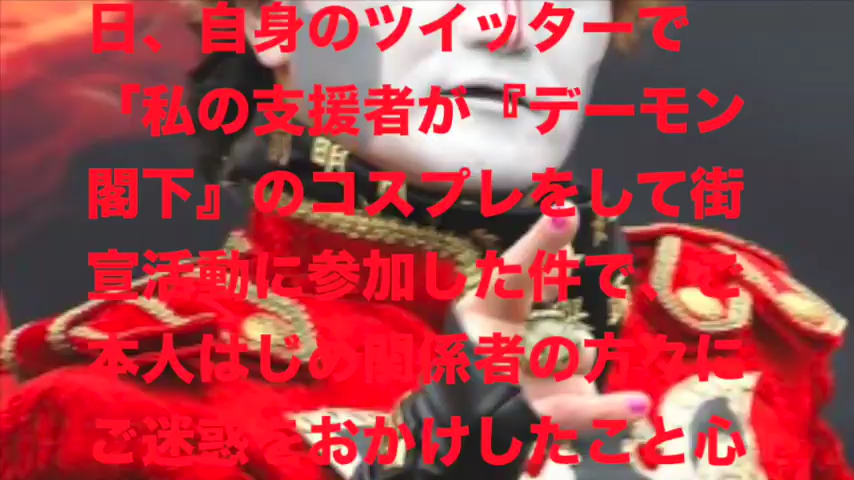 日、自身のツイッターで
「私の支援者が『デーモン
閣下』のコスプレをして街
宣活動に参加した件で、ご
本人はじめ関係者の方々に
ご迷惑をおかけしたこと心
明